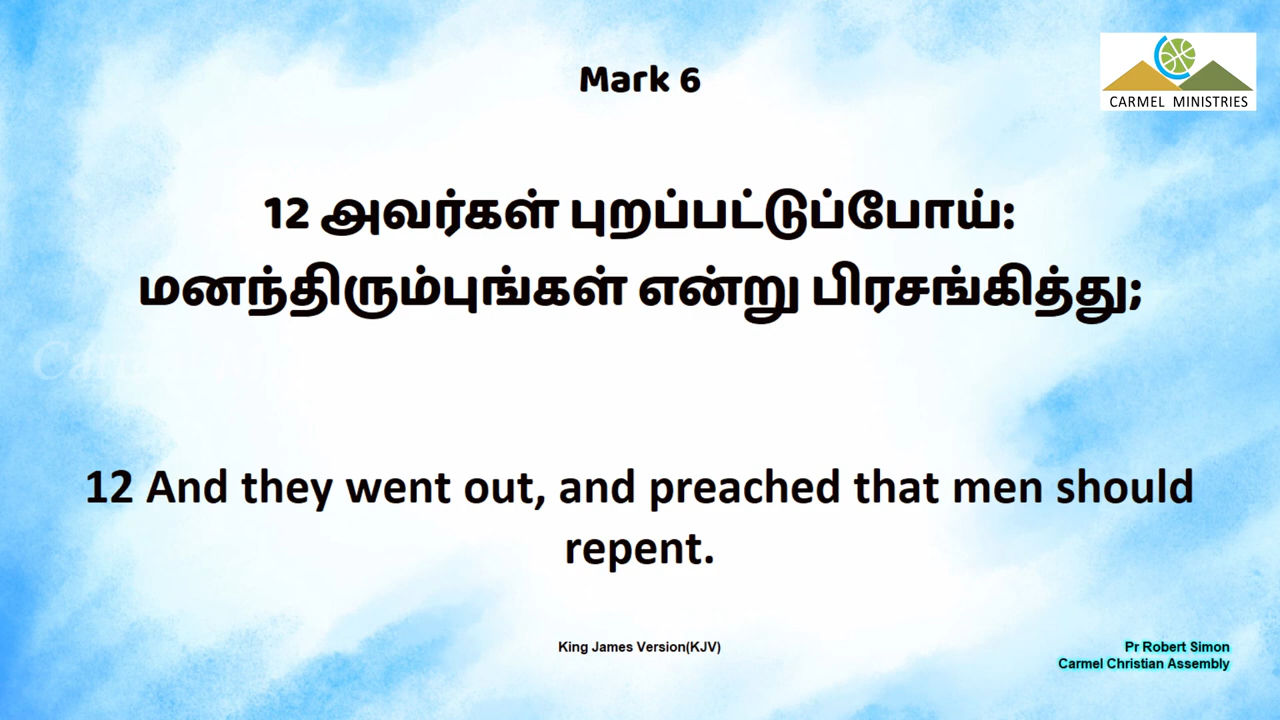 Mark 6
CARMEL MINISTRIES
12 அவர்கள் புறப்பட்டுப்போய்:
மனந்திரும்புங்கள் என்று பிரசங்கித்து;
12 And they went out, and preached that men should
repent.
King James Version(KJV)
Pr Robert Simon
Carmel Christian Assembly